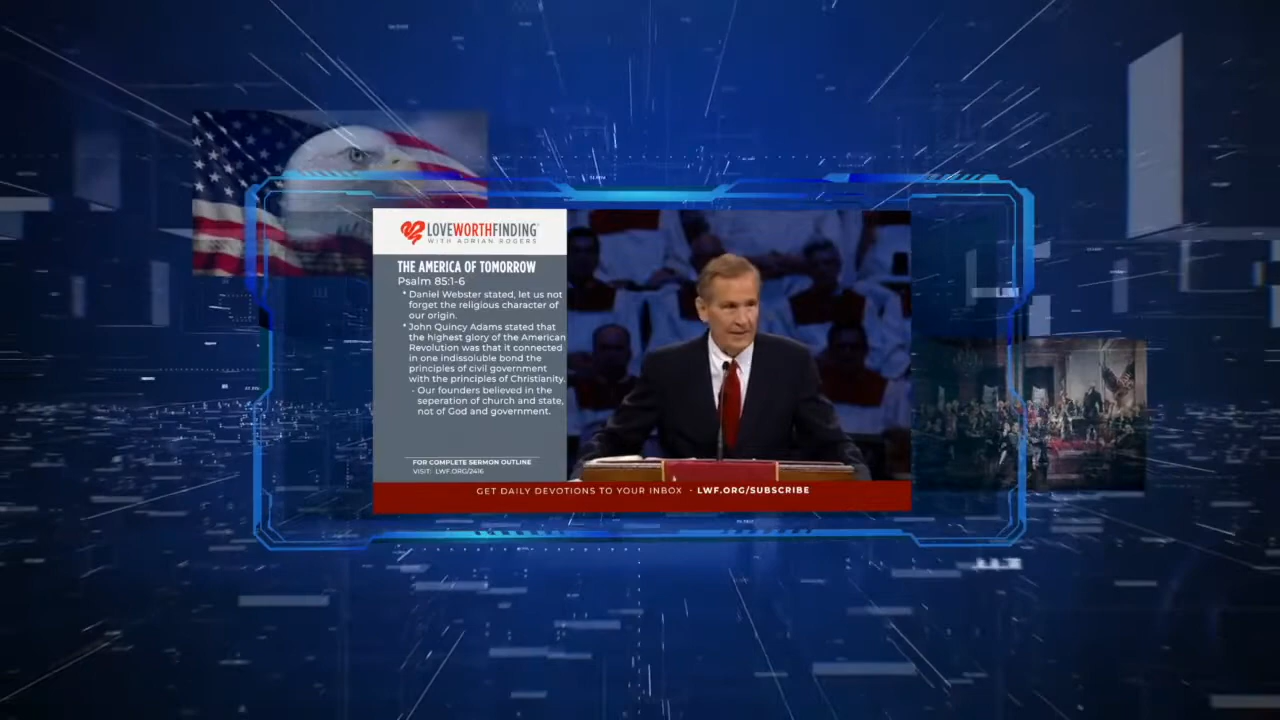 LOVEWORTHFINDING
WITH ADRIAN ROGERS
THE AMERICA OF TOMORROW
Psalm 85:1-6
* Daniel Webster stated, let us not
forget the religious character of
our origin.
* John Quincy Adams stated that
the highest glory of the American
Revolution was that it connected
in one indissoluble bond the
principles of civil government
with the principles of Christianity.
- Our founders believed in the
seperation of church and state,
not of God and government.
FOR COMPLETE SERMON OUTLINE
VISIT: LWF.ORG/2416
GET DAILY DEVOTIONS TO YOUR INBOX - LWF.ORG/SUBSCRIBE